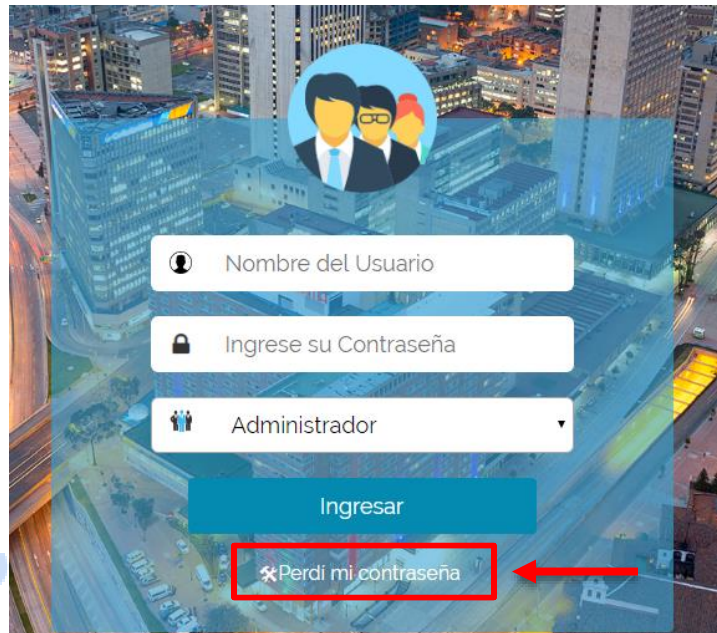 Nombre del Usuario
Ingrese su Contraseña
Administrador
Ingresar
Perdí mi contraseña